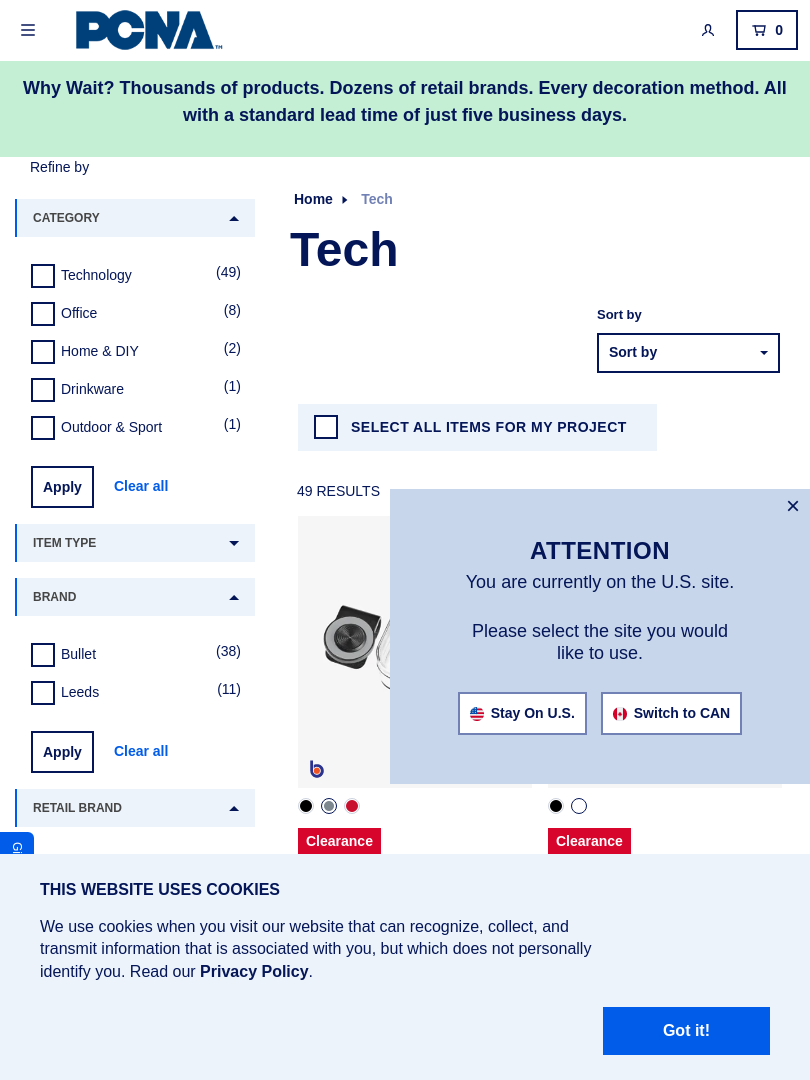 PCNA™
0
Why Wait? Thousands of products. Dozens of retail brands. Every decoration method. All
with a standard lead time of just five business days.
Refine by
CATEGORY
Technology (49)
Office (8)
Home & DIY (2)
Drinkware (1)
Outdoor & Sport (1)
Apply Clear all
ITEM TYPE
BRAND
Bullet (38)
Leeds (11)
Apply Clear all
RETAIL BRAND
Home Tech
Tech
Sort by
Sort by
SELECT ALL ITEMS FOR MY PROJECT
49 RESULTS
ATTENTION
You are currently on the U.S. site.
Please select the site you would
like to use.
Stay On U.S. Switch to CAN
b
Clearance Clearance
THIS WEBSITE USES COOKIES
We use cookies when you visit our website that can recognize, collect, and
transmit information that is associated with you, but which does not personally
identify you. Read our Privacy Policy.
Got it!